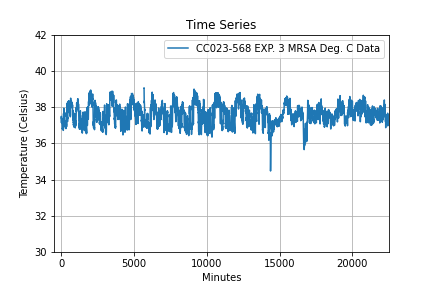 Time Series
CC023-568 EXP. 3 MRSA Deg. C Data
42
40
38
36
34
32
30
Temperature (Celsius)
0 5000 10000 15000 20000
Minutes